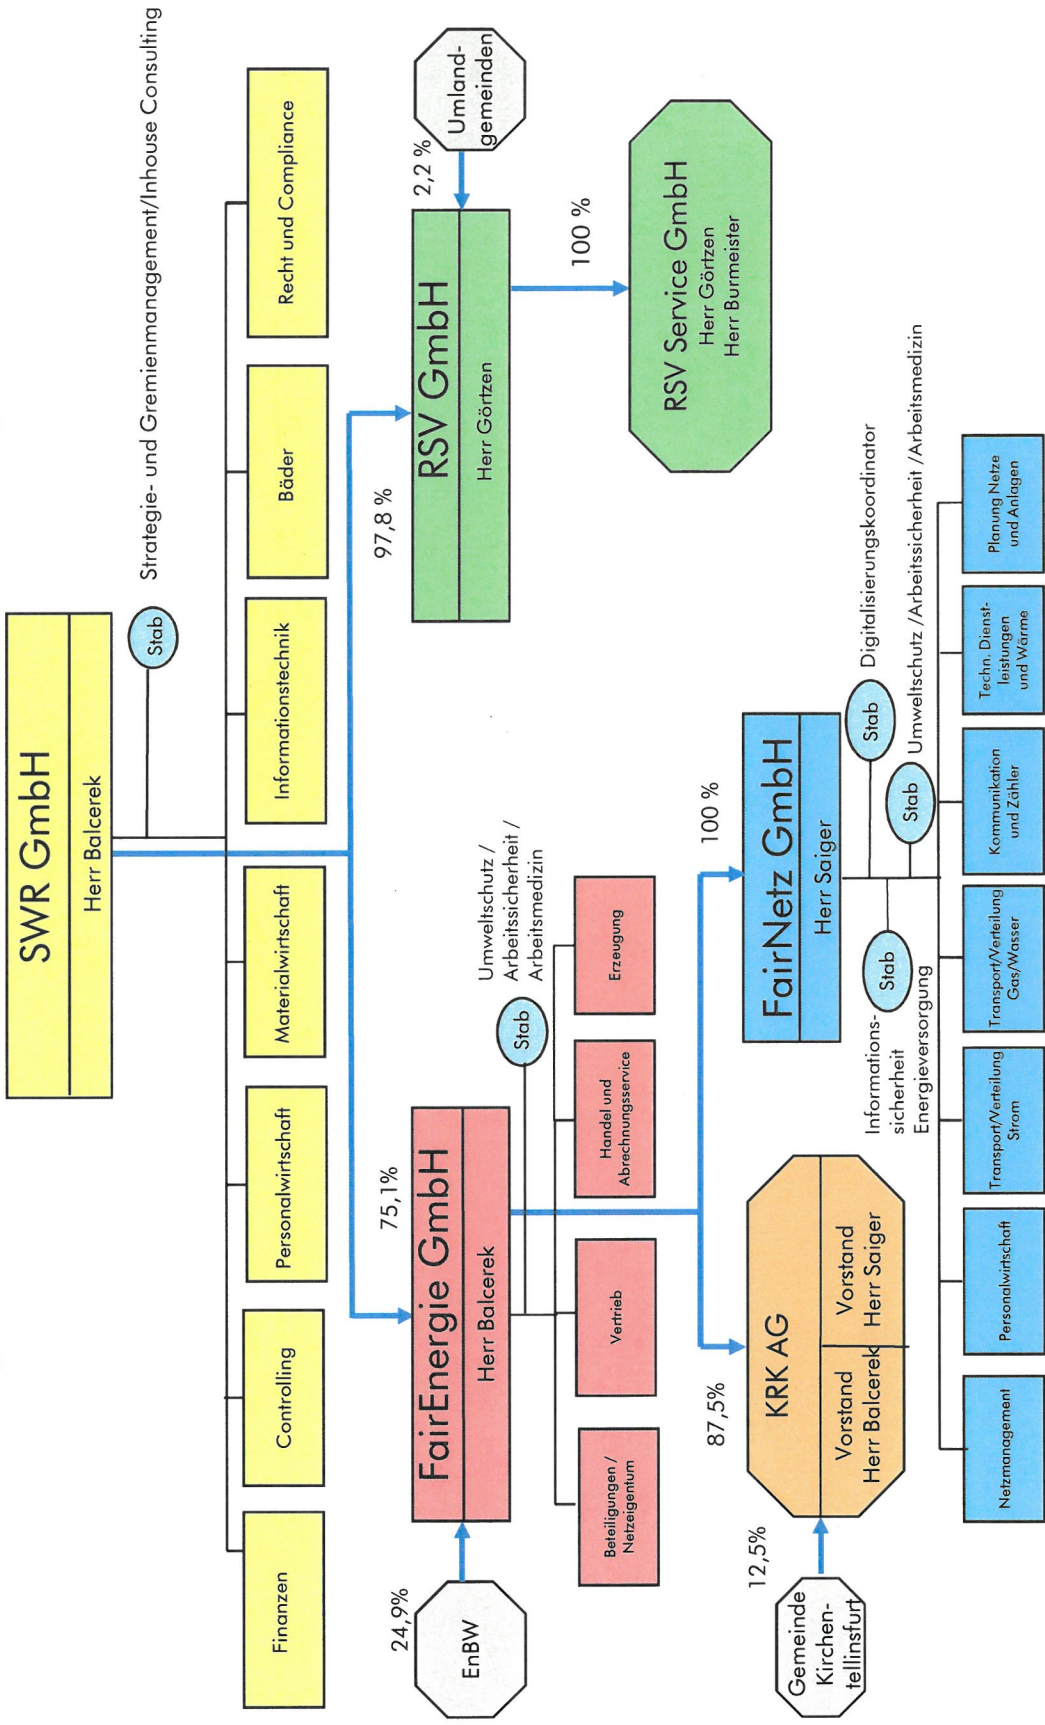 SWR GmbH
Herr Balcerek
Stab
Strategie- und Gremienmanagement/Inhouse Consulting
Finanzen
Controlling
Personalwirtschaft
Materialwirtschaft
Informationstechnik
Bäder
Recht und Compliance
75,1%
97,8 %
24,9%
EnBW
FairEnergie GmbH
Herr Balcerek
Stab
Umweltschutz /
Arbeitssicherheit /
Arbeitsmedizin
RSV GmbH
Herr Görtzen
2,2 %
Umland-
gemeinden
100 %
Beteiligungen /
Netzeigentum
Vertrieb
Handel und
Abrechnungsservice
Erzeugung
RSV Service GmbH
Herr Görtzen
Herr Burmeister
87,5%
100 %
12,5%
Gemeinde
Kirchen-
tellinsfurt
KRK AG
Vorstand
Herr Balcerek
Vorstand
Herr Saiger
FairNetz GmbH
Herr Saiger
Stab
Digitalisierungskoordinator
Stab
Informations-
sicherheit
Energieversorgung
Stab
Umweltschutz /Arbeitssicherheit /Arbeitsmedizin
Netzmanagement
Personalwirtschaft
Transport/Verteilung
Strom
Transport/Verteilung
Gas/Wasser
Kommunikation
und Zähler
Techn. Dienst-
leistungen
und Wärme
Planung Netze
und Anlagen